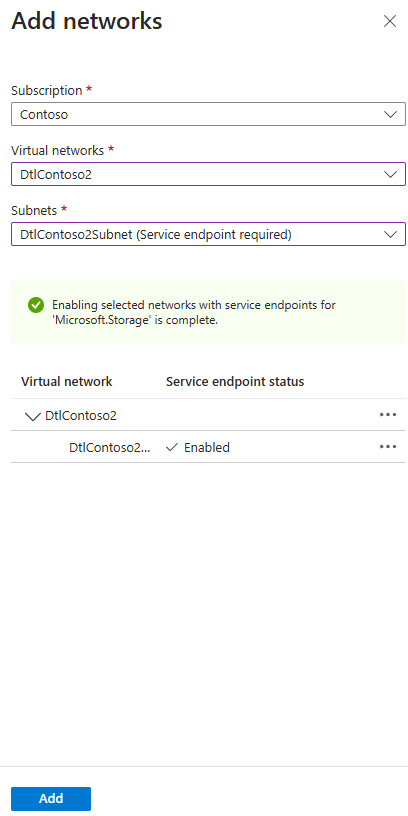 Add networks
Subscription *
Contoso
Virtual networks *
DtlContoso2
Subnets *
DtlContoso2Subnet (Service endpoint required)
Enabling selected networks with service endpoints for
'Microsoft.Storage' is complete.
Virtual network Service endpoint status
DtlContoso2
DtlContoso2... Enabled
Add